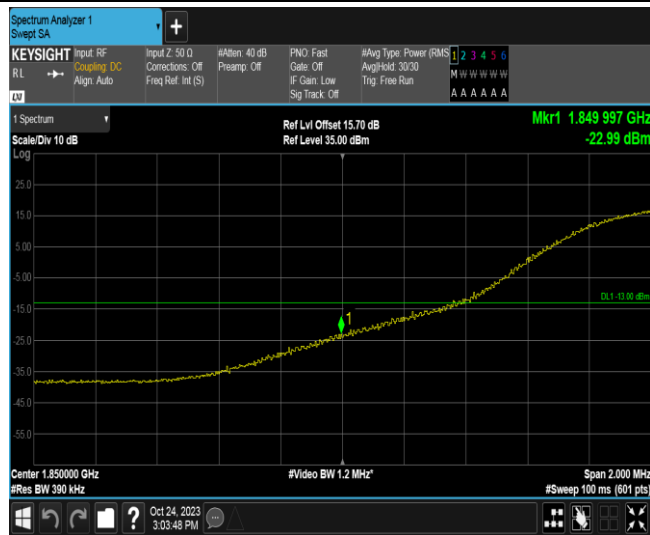 Spectrum Analyzer 1
Swept SA
+
KEYSIGHT
RL
Input: RF
Coupling: DC
Align: Auto
Input Z: 50 Ω
Corrections: Off
Freq Ref: Int (S)
#Atten: 40 dB
Preamp: Off
PNO: Fast
Gate: Off
IF Gain: Low
Sig Track: Off
#Avg Type: Power (RMS
Avg|Hold: 30/30
Trig: Free Run
1 2 3 4 5 6
M W W W W W
A A A A A A
LXI
1 Spectrum
Scale/Div 10 dB
Ref Lvl Offset 15.70 dB
Ref Level 35.00 dBm
Mkr1 1.849 997 GHz
-22.99 dBm
Log
25.0
15.0
5.00
-5.00
DL1 -13.00 dBm
-15.0
1
-25.0
-35.0
-45.0
-55.0
Center 1.850000 GHz
#Video BW 1.2 MHz*
Span 2.000 MHz
#Res BW 390 kHz
#Sweep 100 ms (601 pts)
?
Oct 24, 2023
3:03:48 PM